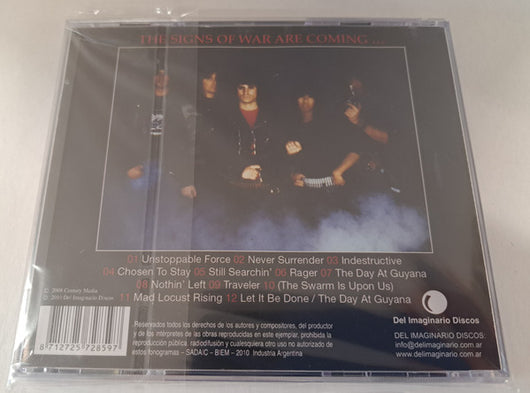 THE SIGNS OF WAR ARE COMING ...
01 Unstoppable Force 02 Never Surrender 03 Indestructive
04 Chosen To Stay 05 Still Searchin' 06 Rager 07 The Day At Guyana
08 Nothin' Left 09 Traveler 10 (The Swarm Is Upon Us)
11 Mad Locust Rising 12 Let It Be Done / The Day At Guyana
2008 Century Media
2010 Del Imaginario Discos
Reservados todos los derechos de los autores y compositores, del productor
y de los intérpretes de las obras reproducidas en este ejemplar, prohibida la
reproducción pública, radiodifusión y cualesquiera otro uso no autorizado de
estos fonogramas – SADAIC – BIEM – 2010 Industria Argentina
8 712725 728597
Del Imaginario Discos
DEL IMAGINARIO DISCOS:
info@delimaginario.com.ar
www.delimaginario.com.ar